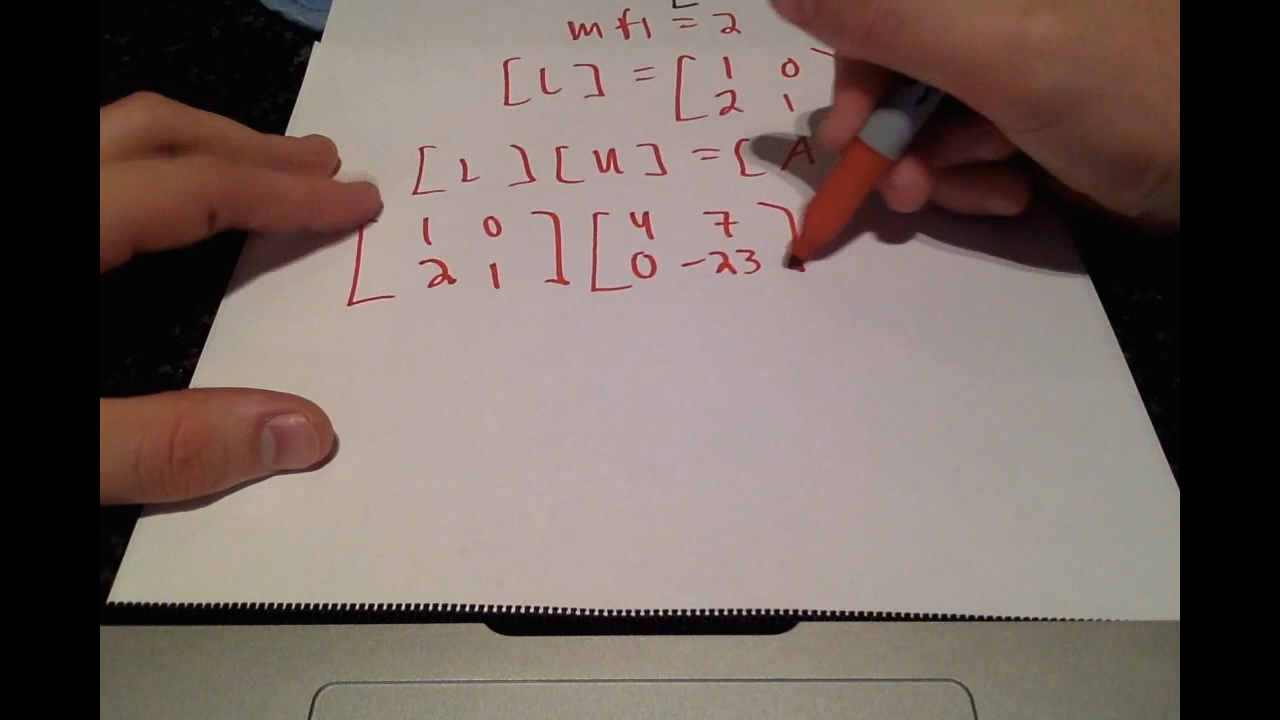 mf1 = 2
[L] = [1 0
2 1
[L][U] = [A
[1 0][4 7]
2 1 0 -23